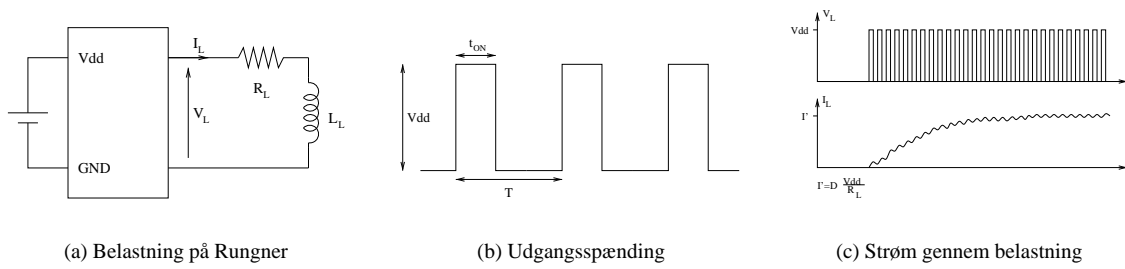 Vdd
GND
I_L
R_L
V_L
L_L
(a) Belastning på Rungner
t_ON
Vdd
T
(b) Udgangsspænding
V_L
Vdd
I_L
I'
I'=D Vdd/R_L
(c) Strøm gennem belastning